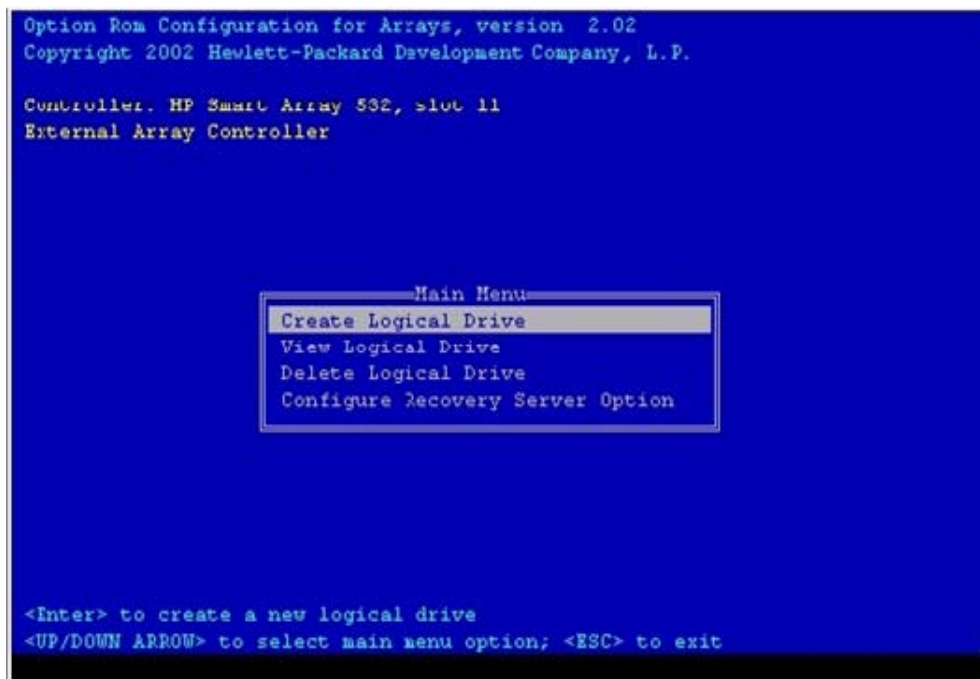 Option Rom Configuration for Arrays, version  2.02
Copyright 2002 Hewlett-Packard Development Company, L.P.
Controller: HP Smart Array 532, slot 11
External Array Controller
Main Menu
Create Logical Drive
View Logical Drive
Delete Logical Drive
Configure Recovery Server Option
<Enter> to create a new logical drive
<UP/DOWN ARROW> to select main menu option; <ESC> to exit